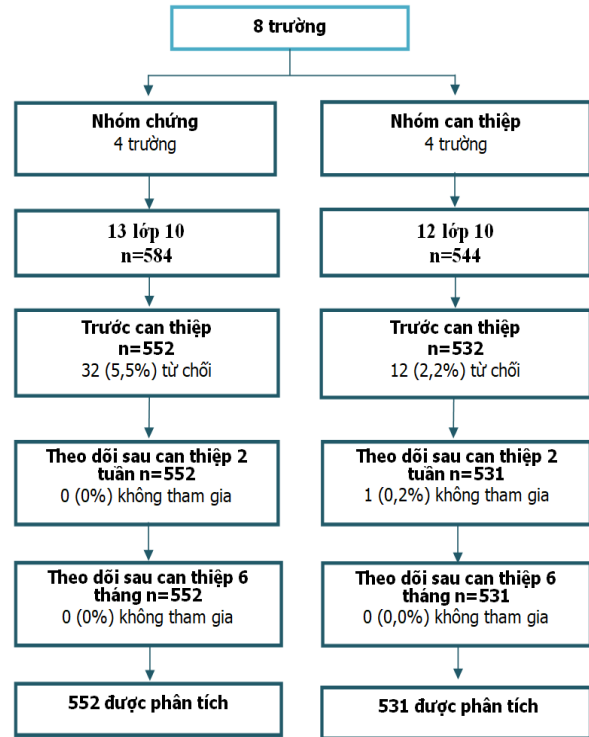 8 trường
Nhóm chứng
4 trường
Nhóm can thiệp
4 trường
13 lớp 10
n=584
12 lớp 10
n=544
Trước can thiệp
n=552
32 (5,5%) từ chối
Trước can thiệp
n=532
12 (2,2%) từ chối
Theo dõi sau can thiệp 2
tuần n=552
0 (0%) không tham gia
Theo dõi sau can thiệp 2
tuần n=531
1 (0,2%) không tham gia
Theo dõi sau can thiệp 6
tháng n=552
0 (0%) không tham gia
Theo dõi sau can thiệp 6
tháng n=531
0 (0,0%) không tham gia
552 được phân tích
531 được phân tích